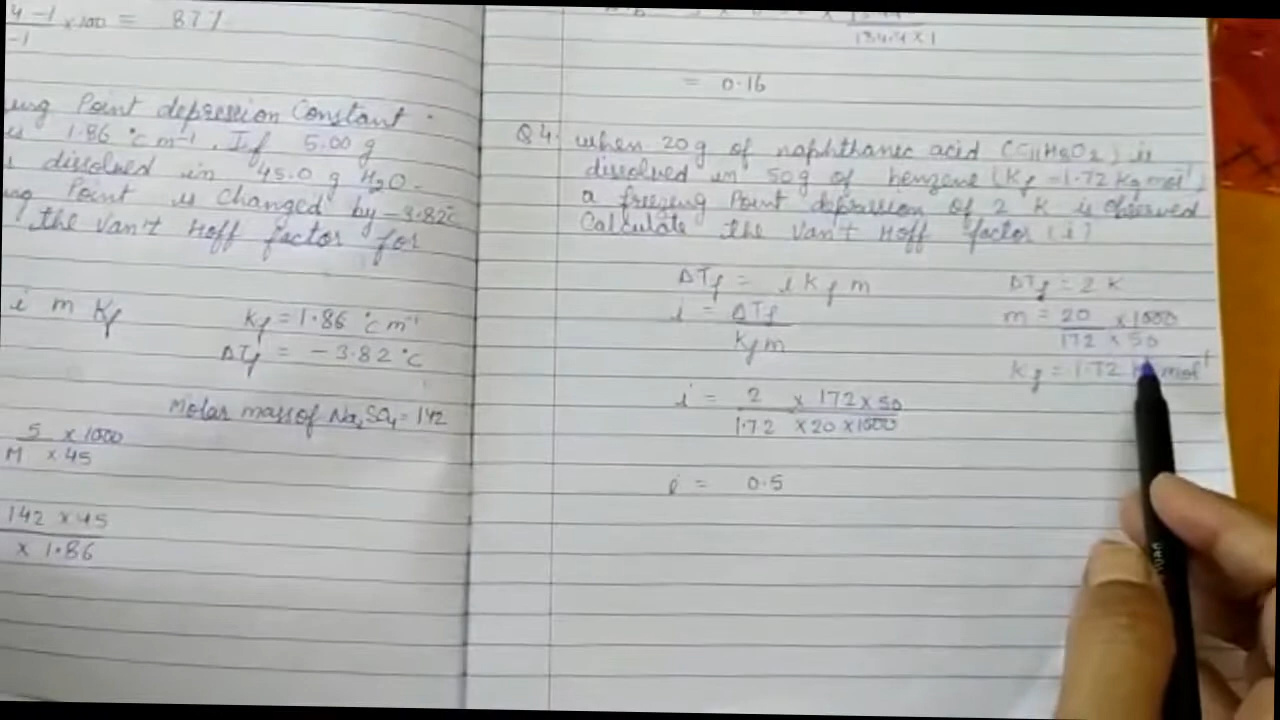 4 -1 x 100 = 87%
-1
Point depression Constant
1.86 °C m⁻¹. If 5.00 g
dissolved in 45.0 g H₂O.
Point is changed by -3.82°C
the Van't Hoff factor for
i m Kf
Kf = 1.86 °C m⁻¹
ΔTf = - 3.82 °C
Molar mass of Na₂SO₄ = 142
5 x 1000
M x 45
142 x 45
x 1.86
134.4 x 1
= 0.16
Q4. When 20g of naphthanic acid (C11H8O2) is
dissolved in 50g of benzene (Kf = 1.72 Kg mol⁻¹)
a freezing Point depression of 2 K is observed
Calculate the Van't Hoff factor (i)
ΔTf = i Kf m
ΔTf = 2 K
i = ΔTf
Kf m
m = 20 x 1000
172 x 50
Kf = 1.72 K mol⁻¹
i = 2 x 172 x 50
1.72 x 20 x 1000
i = 0.5